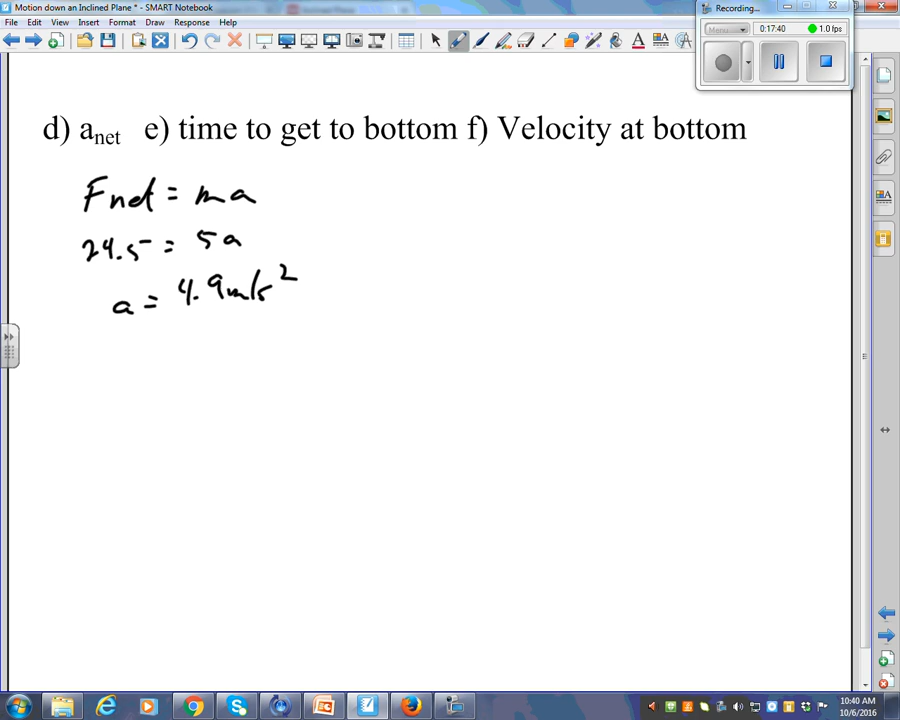 Motion down an Inclined Plane * - SMART Notebook
Recording...
File Edit View Insert Format Draw Response Help
Menu 0:17:40 1.0 fps
d) anet e) time to get to bottom f) Velocity at bottom
Fnet = ma
24.5 = 5a
a = 4.9m/s2
10:40 AM
10/6/2016